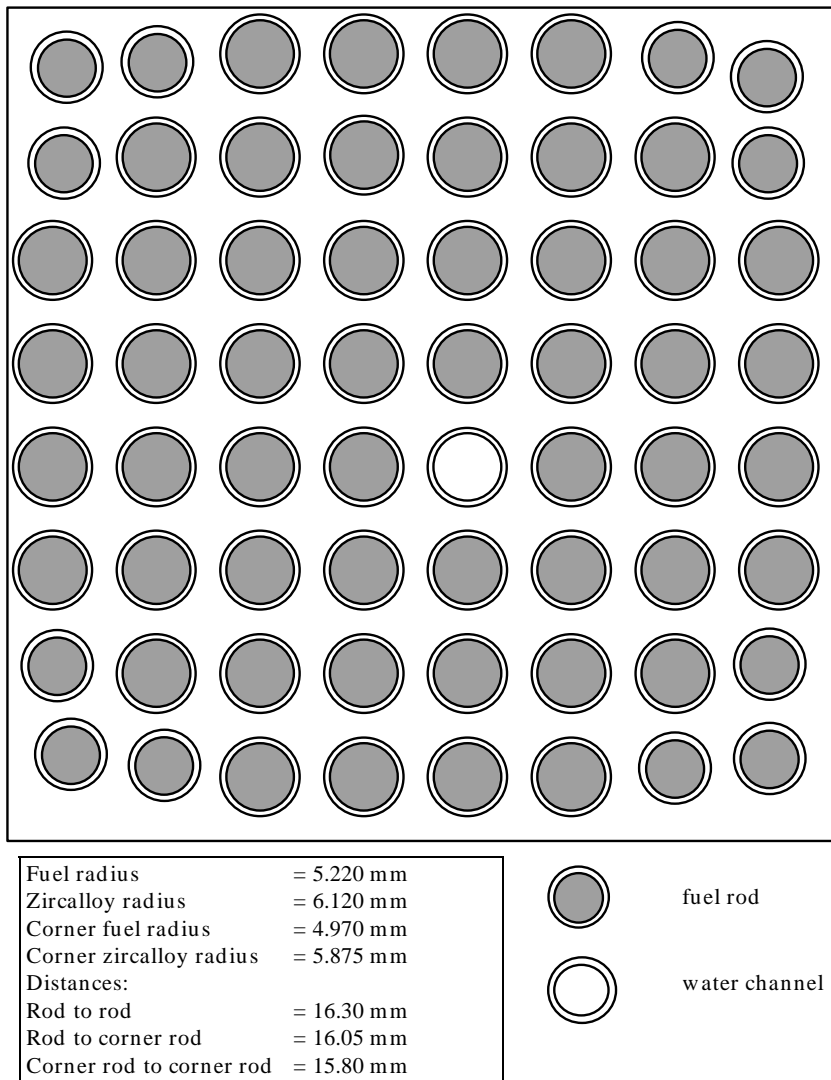 Fuel radius = 5.220 mm
Zircalloy radius = 6.120 mm
Corner fuel radius = 4.970 mm
Corner zircalloy radius = 5.875 mm
Distances:
Rod to rod = 16.30 mm
Rod to corner rod = 16.05 mm
Corner rod to corner rod = 15.80 mm
fuel rod
water channel